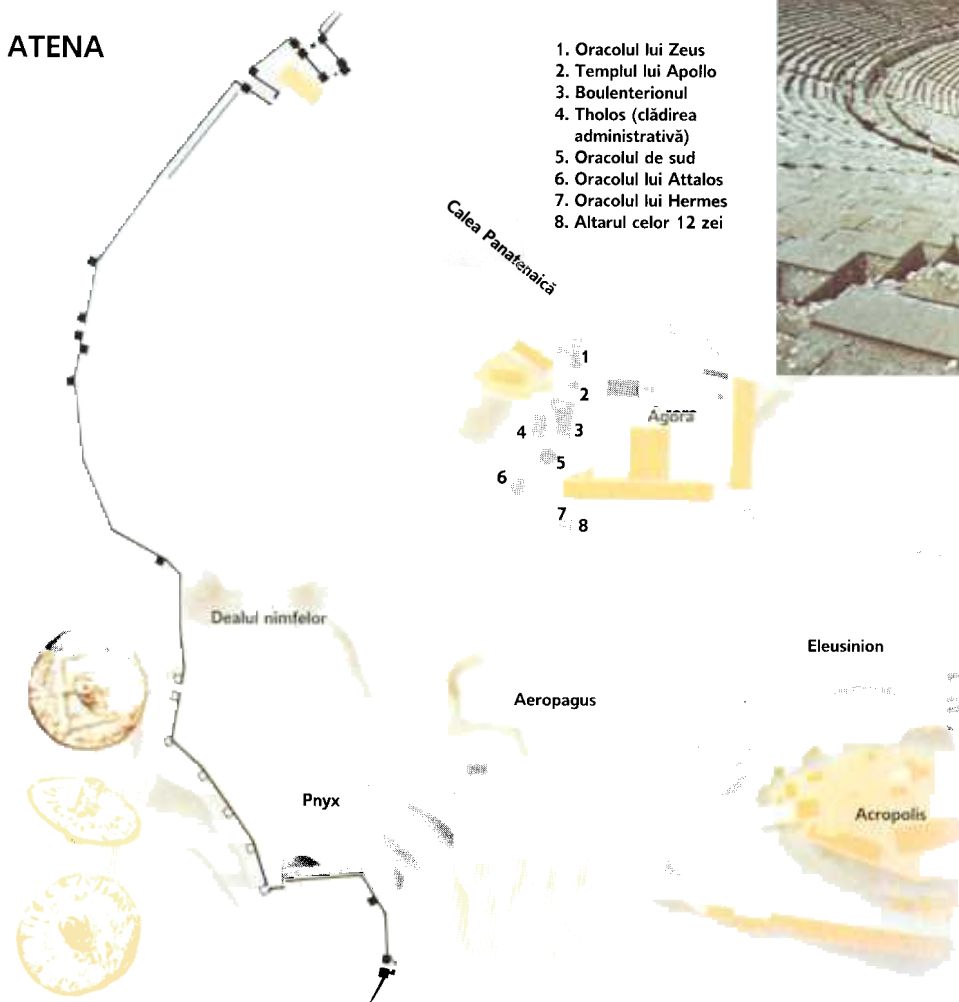 ATENA
1. Oracolul lui Zeus
2. Templul lui Apollo
3. Boulenterionul
4. Tholos (clădirea
administrativă)
5. Oracolul de sud
6. Oracolul lui Attalos
7. Oracolul lui Hermes
8. Altarul celor 12 zei
Calea Panatenaică
1
2
Agora
4
3
5
6
7
8
Dealul nimfelor
Eleusinion
Aeropagus
Pnyx
Acropolis